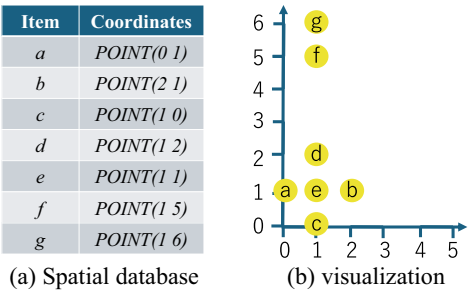 Item Coordinates
a POINT(0 1)
b POINT(2 1)
c POINT(1 0)
d POINT(1 2)
e POINT(1 1)
f POINT(1 5)
g POINT(1 6)
(a) Spatial database
6 g
5 f
4
3
2 d
1 a e b
0 c
0 1 2 3 4 5
(b) visualization